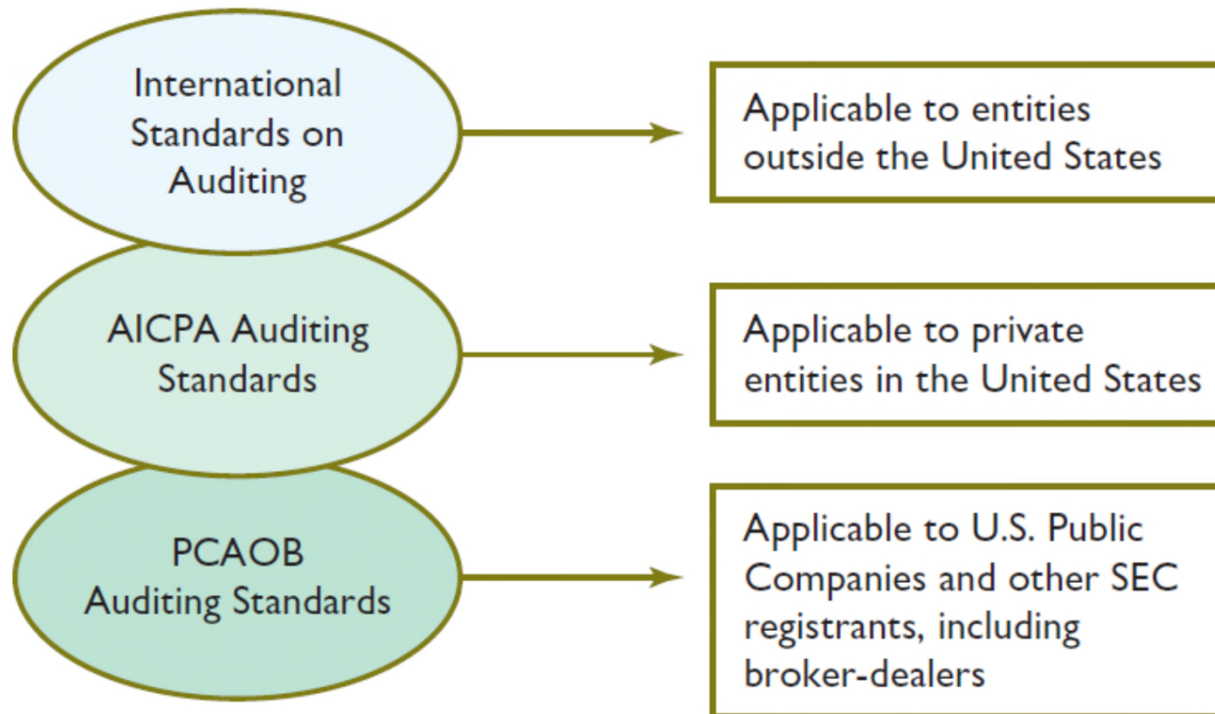 International
Standards on
Auditing
Applicable to entities
outside the United States
AICPA Auditing
Standards
Applicable to private
entities in the United States
PCAOB
Auditing Standards
Applicable to U.S. Public
Companies and other SEC
registrants, including
broker-dealers